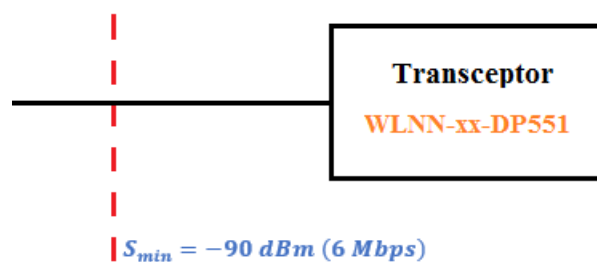 Transceptor
WLNN-xx-DP551
S_min = −90 dBm (6 Mbps)